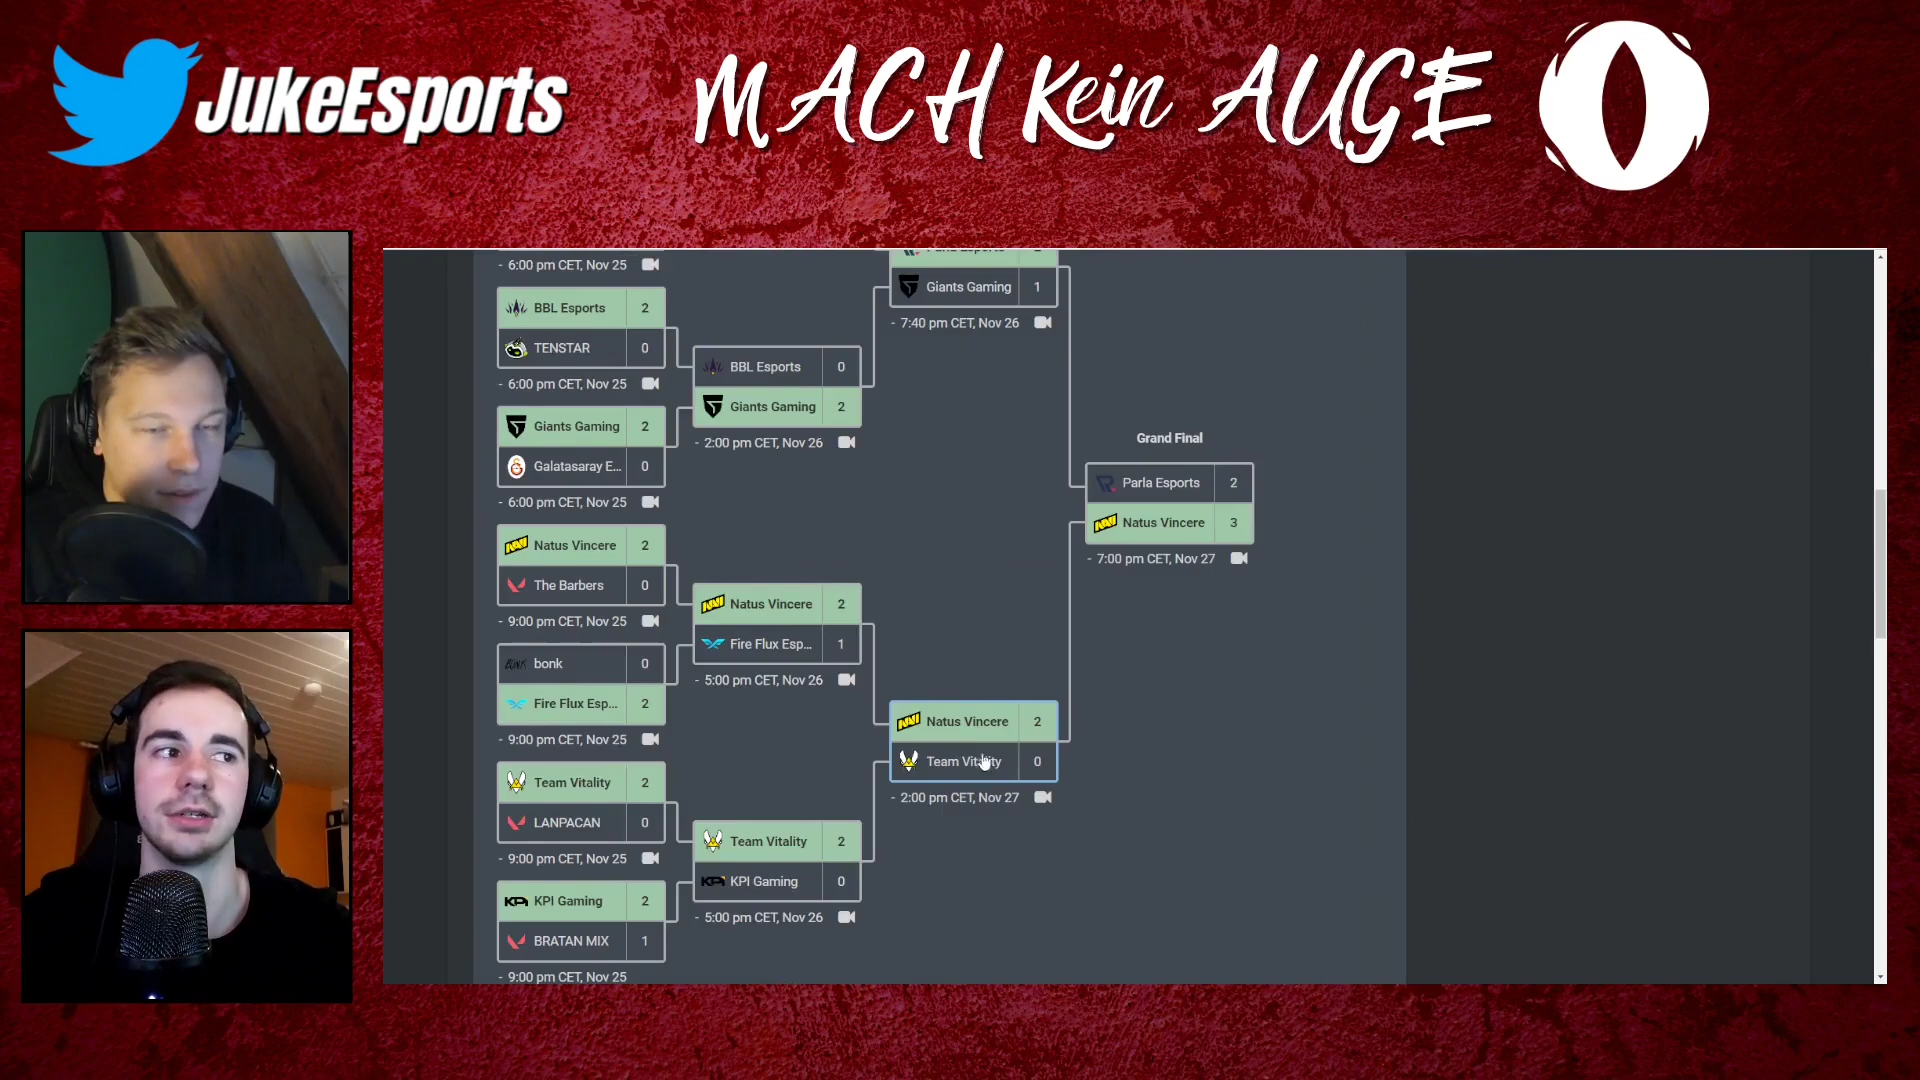 JukeEsports
MACH Kein AUGE
- 6:00 pm CET, Nov 25
BBL Esports 2
TENSTAR 0
- 6:00 pm CET, Nov 25
Giants Gaming 2
Galatasaray E... 0
- 6:00 pm CET, Nov 25
Natus Vincere 2
The Barbers 0
- 9:00 pm CET, Nov 25
bonk 0
Fire Flux Esp... 2
- 9:00 pm CET, Nov 25
Team Vitality 2
LANPACAN 0
- 9:00 pm CET, Nov 25
KPI Gaming 2
BRATAN MIX 1
- 9:00 pm CET, Nov 25
BBL Esports 0
Giants Gaming 2
- 2:00 pm CET, Nov 26
Natus Vincere 2
Fire Flux Esp... 1
- 5:00 pm CET, Nov 26
Team Vitality 2
KPI Gaming 0
- 5:00 pm CET, Nov 26
Giants Gaming 1
- 7:40 pm CET, Nov 26
Natus Vincere 2
Team Vitality 0
- 2:00 pm CET, Nov 27
Grand Final
Parla Esports 2
Natus Vincere 3
- 7:00 pm CET, Nov 27